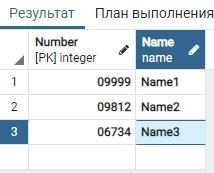 Результат План выполнения
Number Name
[PK] integer name
1 09999 Name1
2 09812 Name2
3 06734 Name3